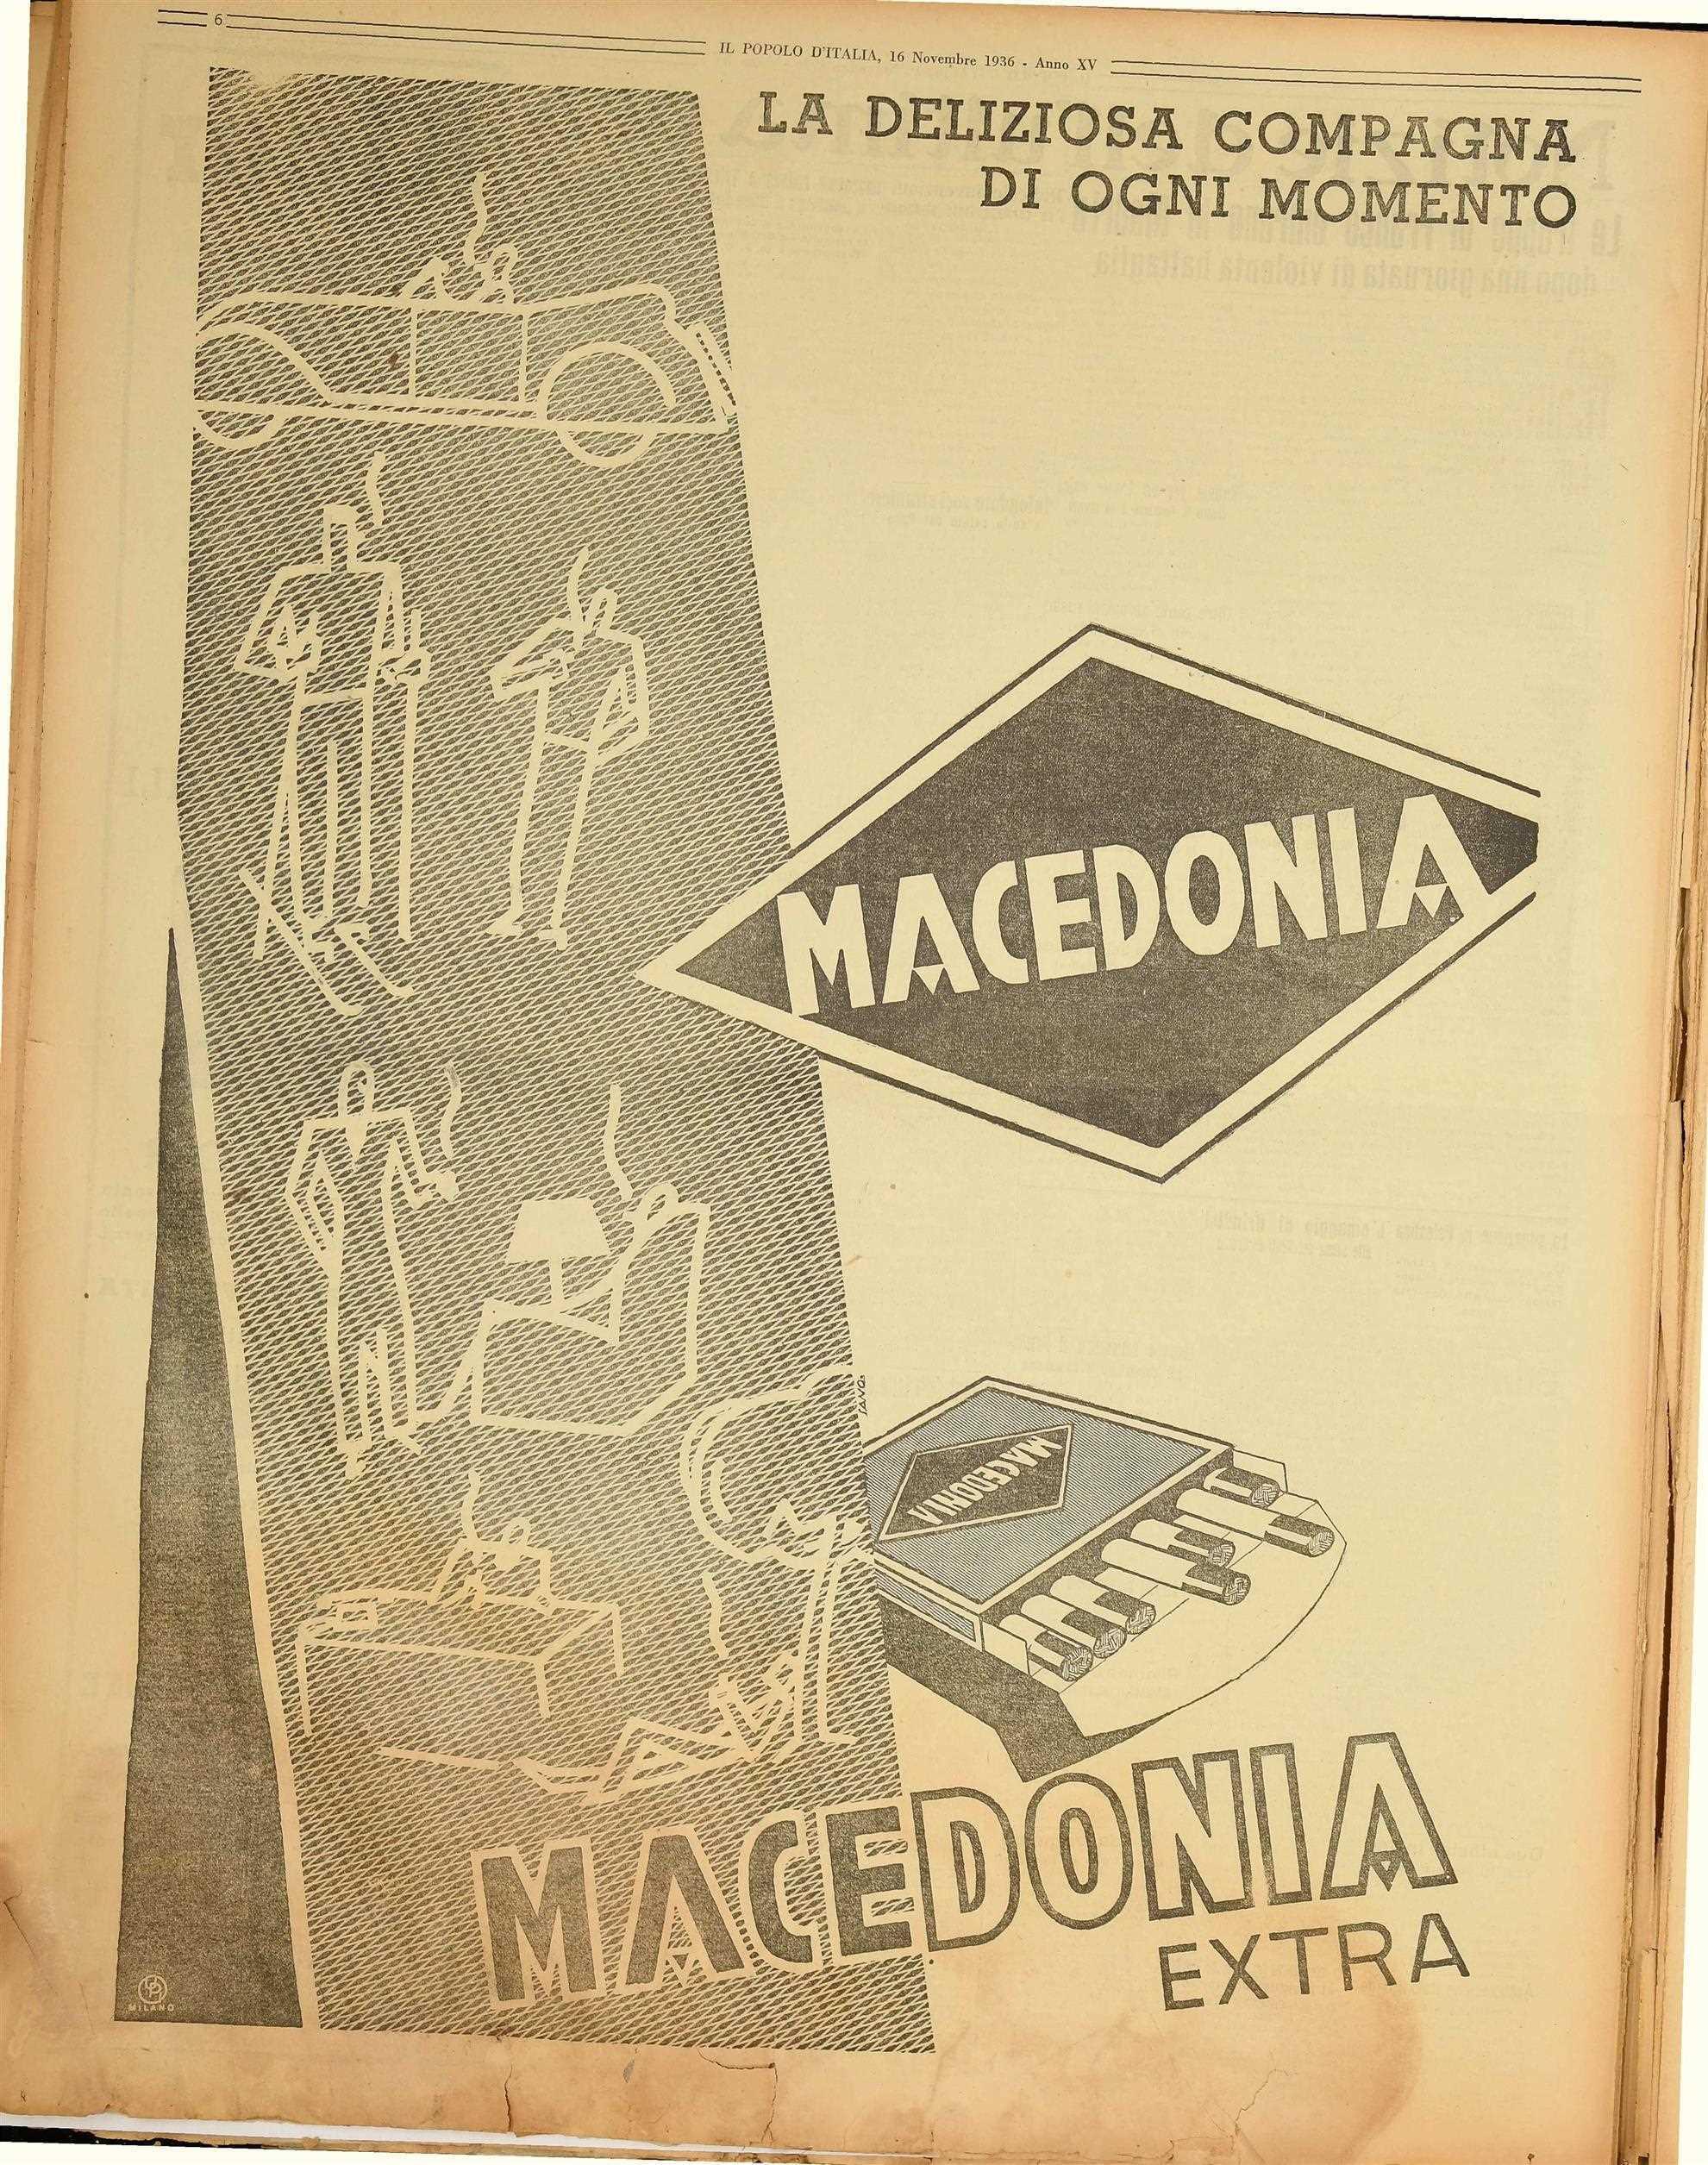 6
IL POPOLO D'ITALIA, 16 Novembre 1936 - Anno XV
LA DELIZIOSA COMPAGNA
DI OGNI MOMENTO
MACEDONIA
MACEDONIA
MACEDONIA
EXTRA
MILANO